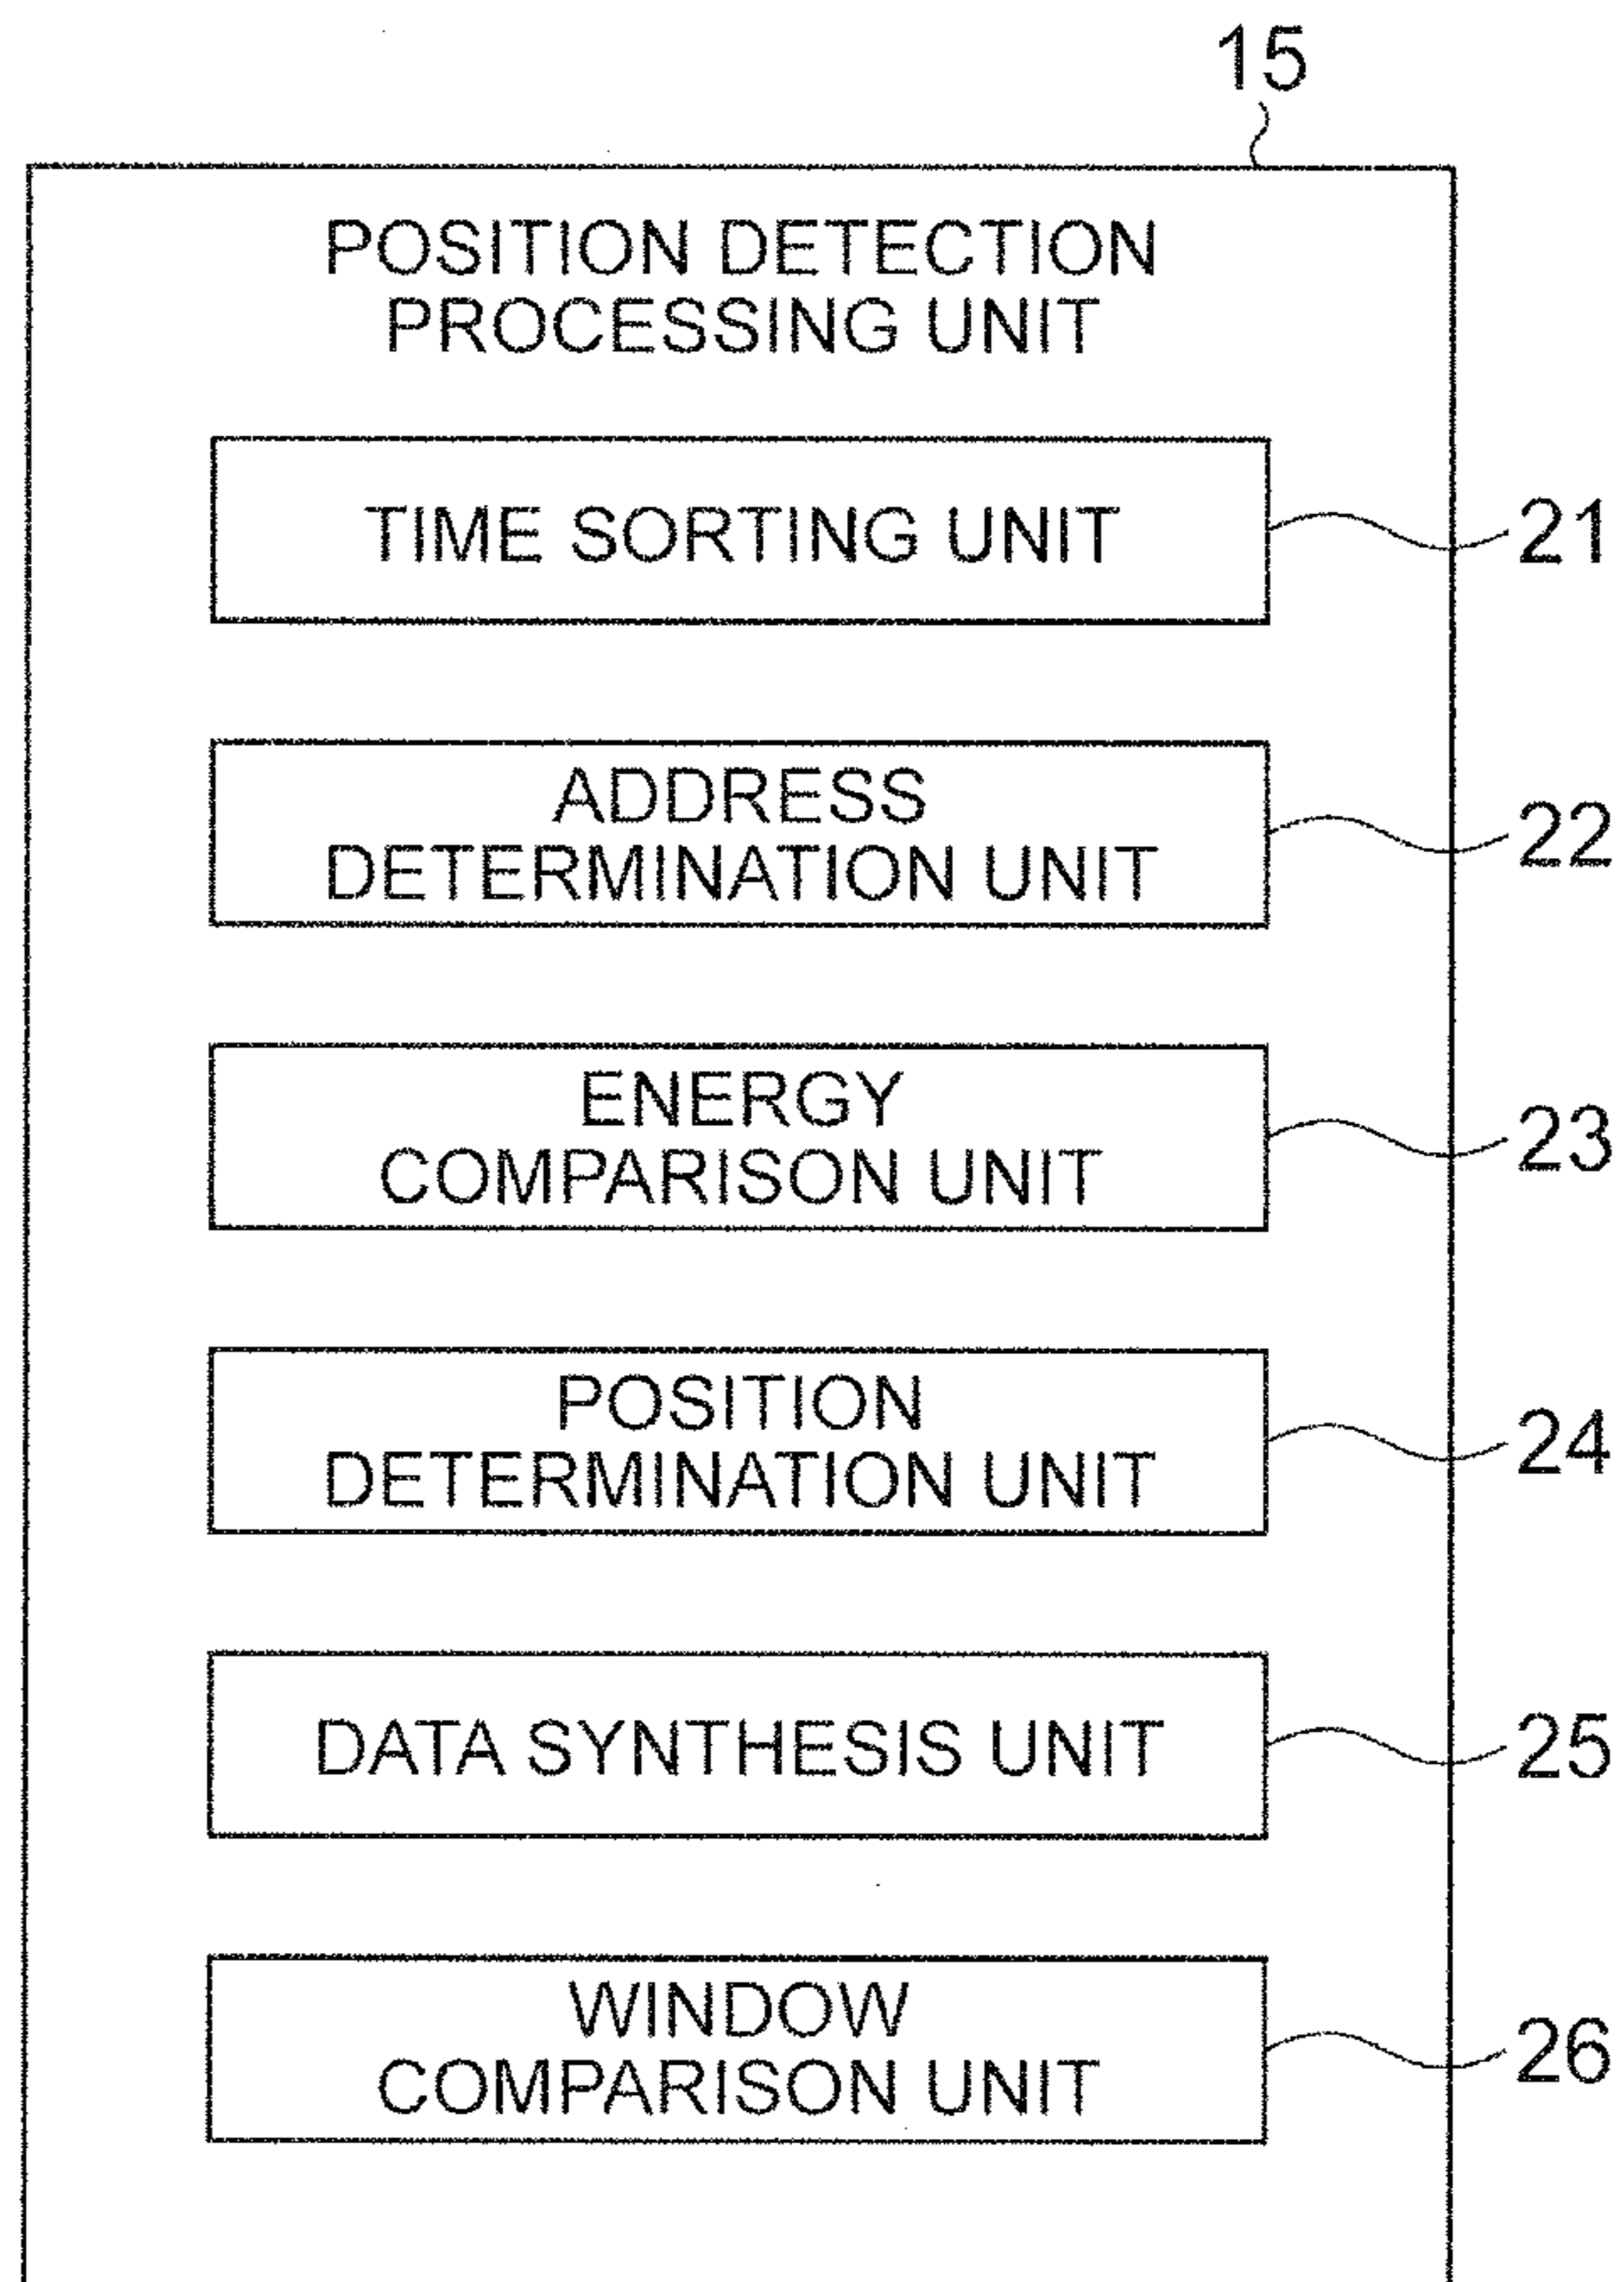 15
POSITION DETECTION
PROCESSING UNIT
TIME SORTING UNIT
21
ADDRESS
DETERMINATION UNIT
22
ENERGY
COMPARISON UNIT
23
POSITION
DETERMINATION UNIT
24
DATA SYNTHESIS UNIT
25
WINDOW
COMPARISON UNIT
26